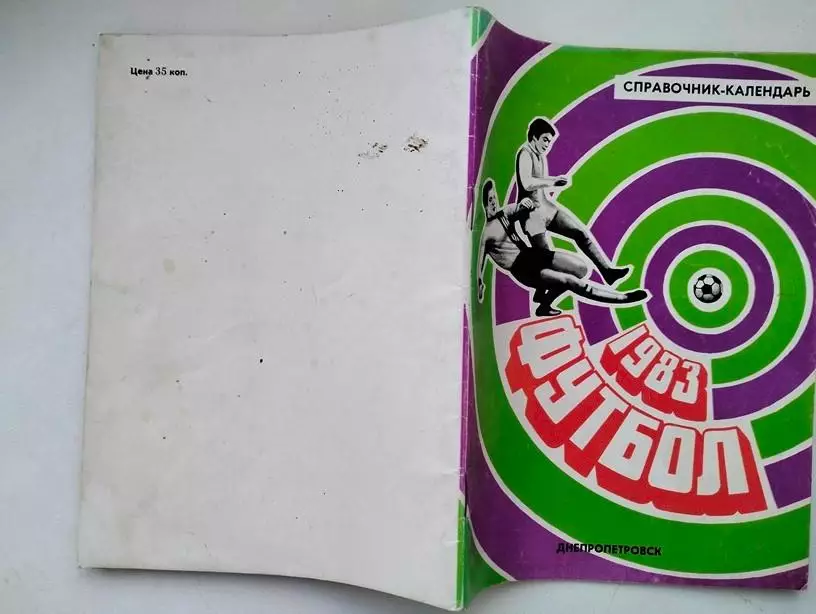 Цена 35 коп.
СПРАВОЧНИК-КАЛЕНДАРЬ
1983
ФУТБОЛ
ДНЕПРОПЕТРОВСК